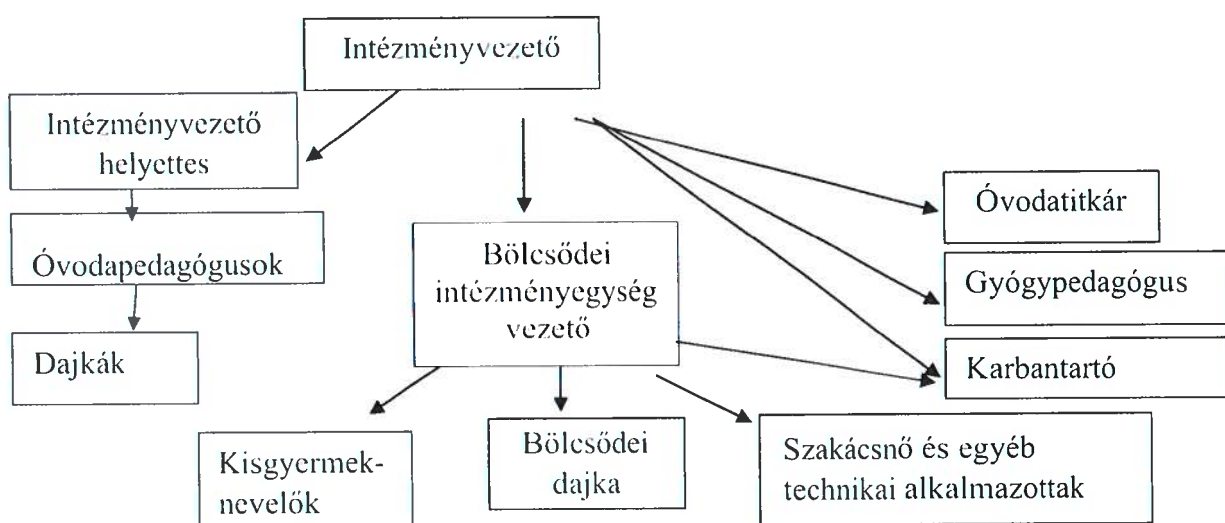 Intézményvezető
Intézményvezető
helyettes
Óvodapedagógusok
Dajkák
Bölcsődei
intézményegység
vezető
Óvodatitkár
Gyógypedagógus
Karbantartó
Kisgyermek-
nevelők
Bölcsődei
dajka
Szakácsnő és egyéb
technikai alkalmazottak